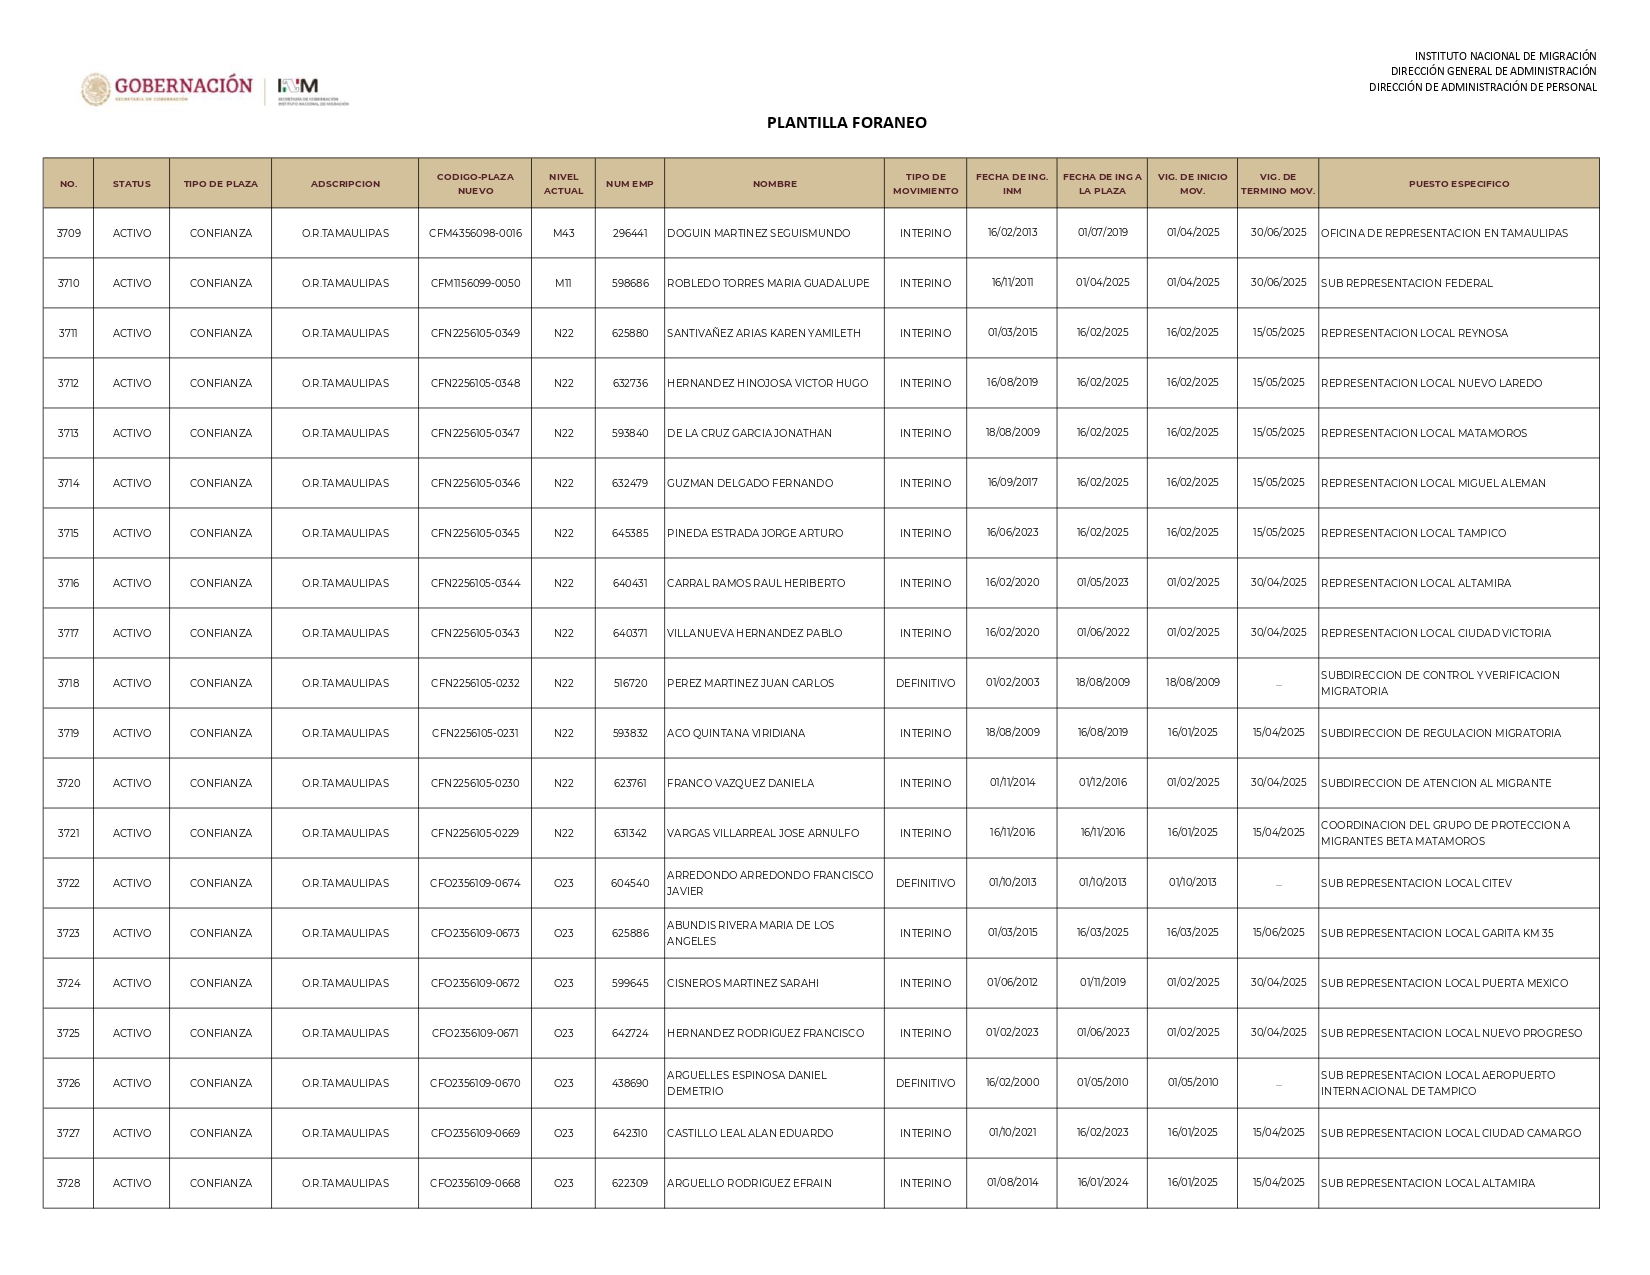 INSTITUTO NACIONAL DE MIGRACIÓN
DIRECCIÓN GENERAL DE ADMINISTRACIÓN
DIRECCIÓN DE ADMINISTRACIÓN DE PERSONAL
GOBERNACIÓN
SECRETARÍA DE GOBERNACIÓN
INM
SECRETARÍA DE GOBERNACIÓN
INSTITUTO NACIONAL DE MIGRACIÓN
PLANTILLA FORANEO
NO. STATUS TIPO DE PLAZA ADSCRIPCION CODIGO-PLAZA NUEVO NIVEL ACTUAL NUM EMP NOMBRE TIPO DE MOVIMIENTO FECHA DE ING. INM FECHA DE ING A LA PLAZA VIG. DE INICIO MOV. VIG. DE TERMINO MOV. PUESTO ESPECIFICO
3709 ACTIVO CONFIANZA O.R.TAMAULIPAS CFM4356098-0016 M43 296441 DOGUIN MARTINEZ SEGUISMUNDO INTERINO 16/02/2013 01/07/2019 01/04/2025 30/06/2025 OFICINA DE REPRESENTACION EN TAMAULIPAS
3710 ACTIVO CONFIANZA O.R.TAMAULIPAS CFM1156099-0050 M11 598686 ROBLEDO TORRES MARIA GUADALUPE INTERINO 16/11/2011 01/04/2025 01/04/2025 30/06/2025 SUB REPRESENTACION FEDERAL
3711 ACTIVO CONFIANZA O.R.TAMAULIPAS CFN2256105-0349 N22 625880 SANTIVAÑEZ ARIAS KAREN YAMILETH INTERINO 01/03/2015 16/02/2025 16/02/2025 15/05/2025 REPRESENTACION LOCAL REYNOSA
3712 ACTIVO CONFIANZA O.R.TAMAULIPAS CFN2256105-0348 N22 632736 HERNANDEZ HINOJOSA VICTOR HUGO INTERINO 16/08/2019 16/02/2025 16/02/2025 15/05/2025 REPRESENTACION LOCAL NUEVO LAREDO
3713 ACTIVO CONFIANZA O.R.TAMAULIPAS CFN2256105-0347 N22 593840 DE LA CRUZ GARCIA JONATHAN INTERINO 18/08/2009 16/02/2025 16/02/2025 15/05/2025 REPRESENTACION LOCAL MATAMOROS
3714 ACTIVO CONFIANZA O.R.TAMAULIPAS CFN2256105-0346 N22 632479 GUZMAN DELGADO FERNANDO INTERINO 16/09/2017 16/02/2025 16/02/2025 15/05/2025 REPRESENTACION LOCAL MIGUEL ALEMAN
3715 ACTIVO CONFIANZA O.R.TAMAULIPAS CFN2256105-0345 N22 645385 PINEDA ESTRADA JORGE ARTURO INTERINO 16/06/2023 16/02/2025 16/02/2025 15/05/2025 REPRESENTACION LOCAL TAMPICO
3716 ACTIVO CONFIANZA O.R.TAMAULIPAS CFN2256105-0344 N22 640431 CARRAL RAMOS RAUL HERIBERTO INTERINO 16/02/2020 01/05/2023 01/02/2025 30/04/2025 REPRESENTACION LOCAL ALTAMIRA
3717 ACTIVO CONFIANZA O.R.TAMAULIPAS CFN2256105-0343 N22 640371 VILLANUEVA HERNANDEZ PABLO INTERINO 16/02/2020 01/06/2022 01/02/2025 30/04/2025 REPRESENTACION LOCAL CIUDAD VICTORIA
3718 ACTIVO CONFIANZA O.R.TAMAULIPAS CFN2256105-0232 N22 516720 PEREZ MARTINEZ JUAN CARLOS DEFINITIVO 01/02/2003 18/08/2009 18/08/2009 ... SUBDIRECCION DE CONTROL Y VERIFICACION MIGRATORIA
3719 ACTIVO CONFIANZA O.R.TAMAULIPAS CFN2256105-0231 N22 593832 ACO QUINTANA VIRIDIANA INTERINO 18/08/2009 16/08/2019 16/01/2025 15/04/2025 SUBDIRECCION DE REGULACION MIGRATORIA
3720 ACTIVO CONFIANZA O.R.TAMAULIPAS CFN2256105-0230 N22 623761 FRANCO VAZQUEZ DANIELA INTERINO 01/11/2014 01/12/2016 01/02/2025 30/04/2025 SUBDIRECCION DE ATENCION AL MIGRANTE
3721 ACTIVO CONFIANZA O.R.TAMAULIPAS CFN2256105-0229 N22 631342 VARGAS VILLARREAL JOSE ARNULFO INTERINO 16/11/2016 16/11/2016 16/01/2025 15/04/2025 COORDINACION DEL GRUPO DE PROTECCION A MIGRANTES BETA MATAMOROS
3722 ACTIVO CONFIANZA O.R.TAMAULIPAS CFO2356109-0674 O23 604540 ARREDONDO ARREDONDO FRANCISCO JAVIER DEFINITIVO 01/10/2013 01/10/2013 01/10/2013 ... SUB REPRESENTACION LOCAL CITEV
3723 ACTIVO CONFIANZA O.R.TAMAULIPAS CFO2356109-0673 O23 625886 ABUNDIS RIVERA MARIA DE LOS ANGELES INTERINO 01/03/2015 16/03/2025 16/03/2025 15/06/2025 SUB REPRESENTACION LOCAL GARITA KM 35
3724 ACTIVO CONFIANZA O.R.TAMAULIPAS CFO2356109-0672 O23 599645 CISNEROS MARTINEZ SARAHI INTERINO 01/06/2012 01/11/2019 01/02/2025 30/04/2025 SUB REPRESENTACION LOCAL PUERTA MEXICO
3725 ACTIVO CONFIANZA O.R.TAMAULIPAS CFO2356109-0671 O23 642724 HERNANDEZ RODRIGUEZ FRANCISCO INTERINO 01/02/2023 01/06/2023 01/02/2025 30/04/2025 SUB REPRESENTACION LOCAL NUEVO PROGRESO
3726 ACTIVO CONFIANZA O.R.TAMAULIPAS CFO2356109-0670 O23 438690 ARGUELLES ESPINOSA DANIEL DEMETRIO DEFINITIVO 16/02/2000 01/05/2010 01/05/2010 ... SUB REPRESENTACION LOCAL AEROPUERTO INTERNACIONAL DE TAMPICO
3727 ACTIVO CONFIANZA O.R.TAMAULIPAS CFO2356109-0669 O23 642310 CASTILLO LEAL ALAN EDUARDO INTERINO 01/10/2021 16/02/2023 16/01/2025 15/04/2025 SUB REPRESENTACION LOCAL CIUDAD CAMARGO
3728 ACTIVO CONFIANZA O.R.TAMAULIPAS CFO2356109-0668 O23 622309 ARGUELLO RODRIGUEZ EFRAIN INTERINO 01/08/2014 16/01/2024 16/01/2025 15/04/2025 SUB REPRESENTACION LOCAL ALTAMIRA